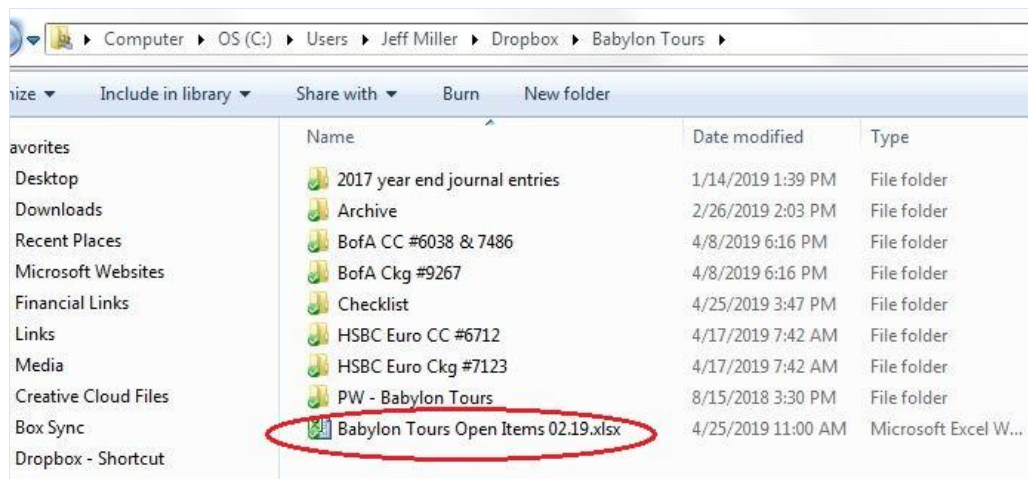 Computer ▸ OS (C:) ▸ Users ▸ Jeff Miller ▸ Dropbox ▸ Babylon Tours ▸
nize Include in library Share with Burn New folder
avorites
Desktop
Downloads
Recent Places
Microsoft Websites
Financial Links
Links
Media
Creative Cloud Files
Box Sync
Dropbox - Shortcut
Name Date modified Type
2017 year end journal entries 1/14/2019 1:39 PM File folder
Archive 2/26/2019 2:03 PM File folder
BofA CC #6038 & 7486 4/8/2019 6:16 PM File folder
BofA Ckg #9267 4/8/2019 6:16 PM File folder
Checklist 4/25/2019 3:47 PM File folder
HSBC Euro CC #6712 4/17/2019 7:42 AM File folder
HSBC Euro Ckg #7123 4/17/2019 7:42 AM File folder
PW - Babylon Tours 8/15/2018 3:30 PM File folder
Babylon Tours Open Items 02.19.xlsx 4/25/2019 11:00 AM Microsoft Excel W...